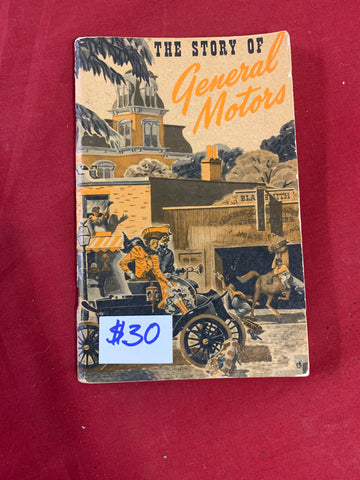 THE STORY OF
General
Motors
$30